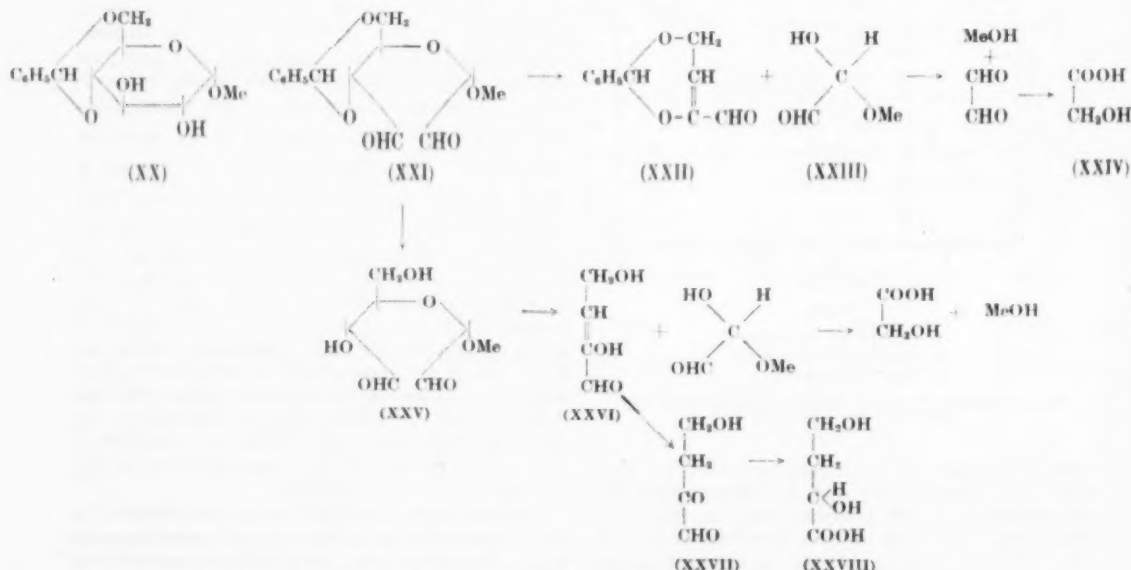 OCH₂ OCH₂ MeOH
O O O–CH₂ HO H +
C₆H₅CH OH OMe C₆H₅CH OMe C₆H₅CH CH + C CHO COOH
O OH O OHC CHO O–C–CHO OHC OMe CHO CH₂OH
(XX) (XXI) (XXII) (XXIII) (XXIV)
CH₂OH CH₂OH
O CH HO H COOH + MeOH
HO OMe COH + C CH₂OH
OHC CHO CHO OHC OMe
(XXV) (XXVI)
CH₂OH CH₂OH
CH₂ CH₂
CO C H OH
CHO COOH
(XXVII) (XXVIII)